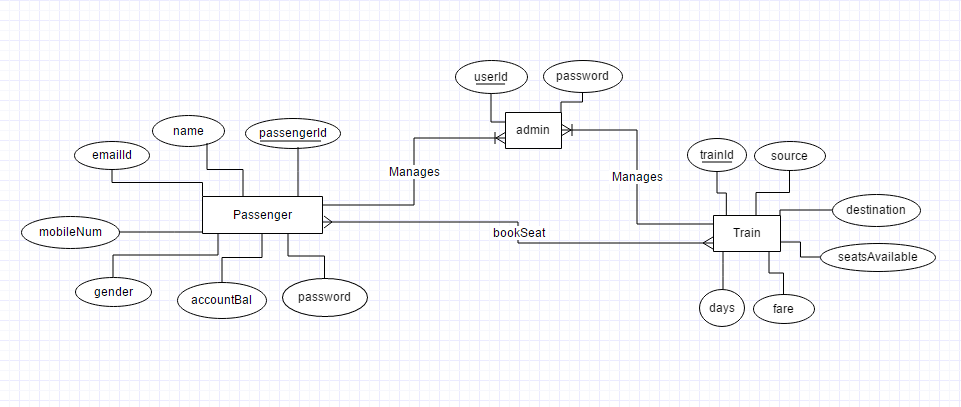 userId
password
admin
name
passengerId
emailId
Manages
Manages
trainId
source
Passenger
destination
mobileNum
bookSeat
Train
seatsAvailable
gender
accountBal
password
days
fare